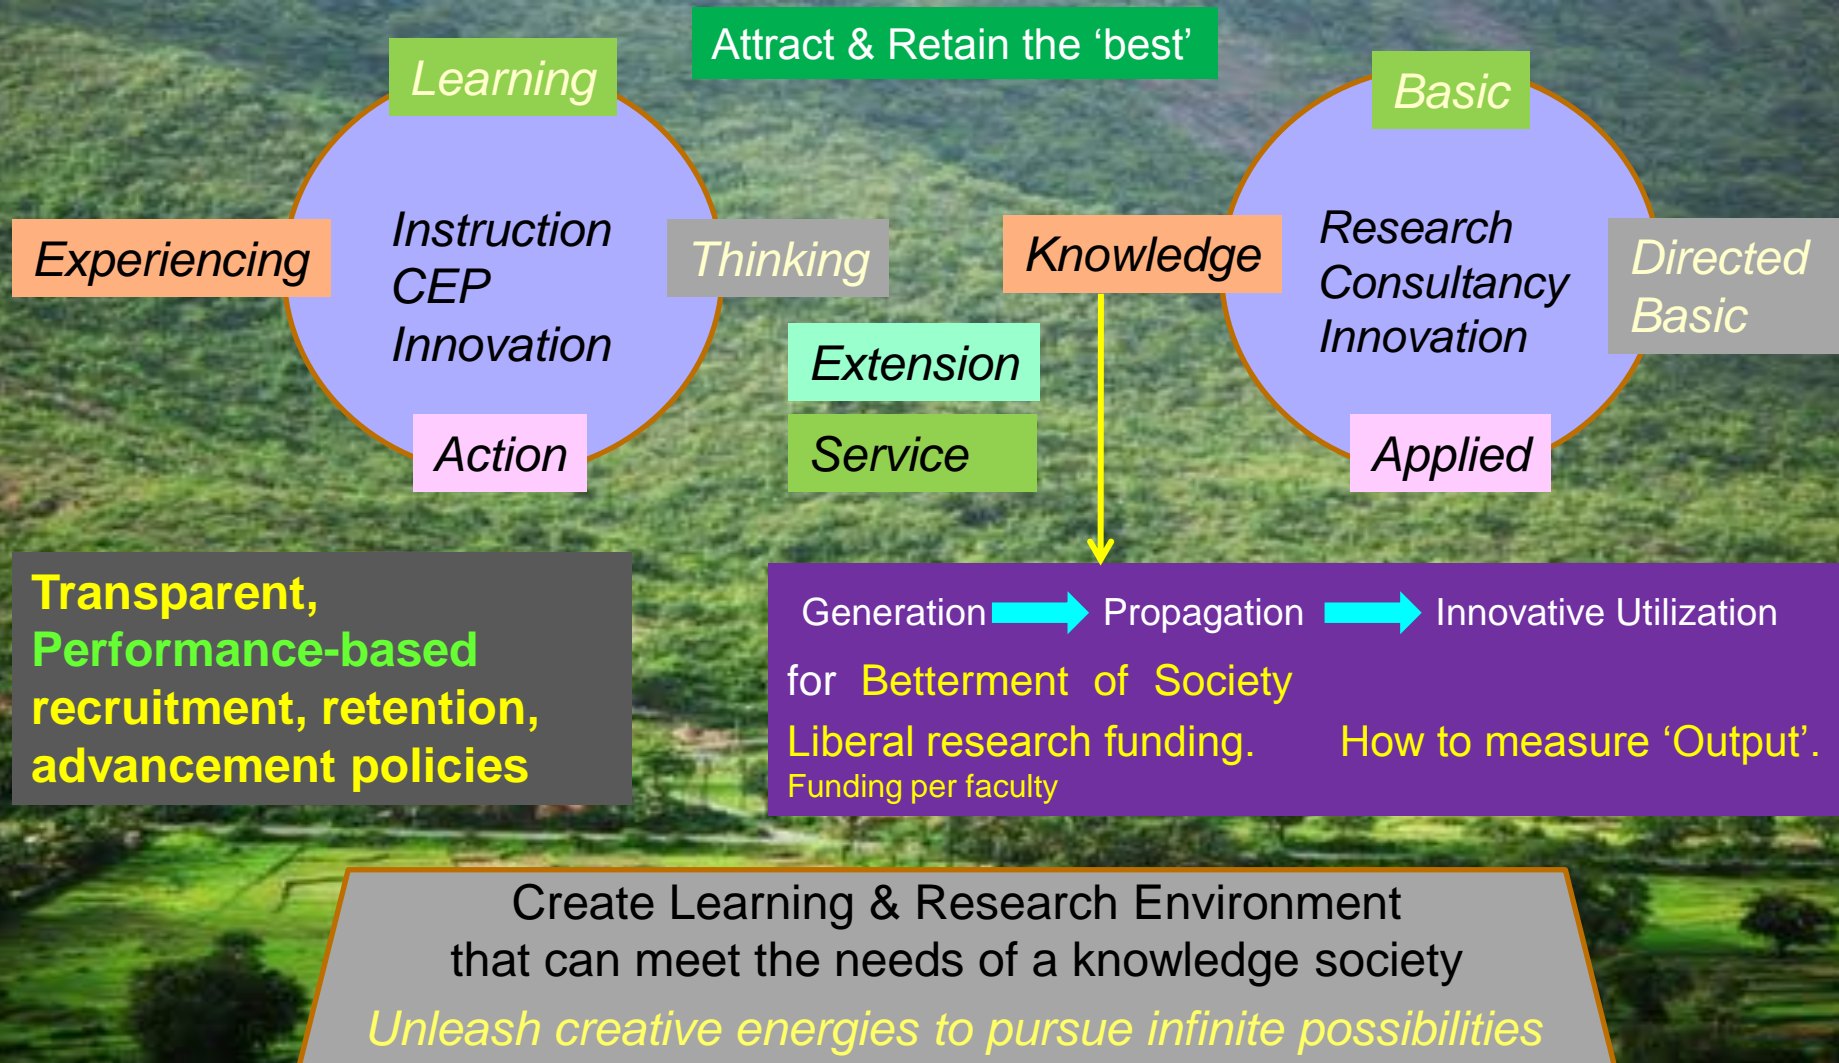 Attract & Retain the ‘best’
Learning
Experiencing
Instruction
CEP
Innovation
Thinking
Action
Extension
Service
Basic
Knowledge
Research
Consultancy
Innovation
Directed
Basic
Applied
Transparent,
Performance-based
recruitment, retention,
advancement policies
Generation Propagation Innovative Utilization
for Betterment of Society
Liberal research funding. How to measure ‘Output’.
Funding per faculty
Create Learning & Research Environment
that can meet the needs of a knowledge society
Unleash creative energies to pursue infinite possibilities